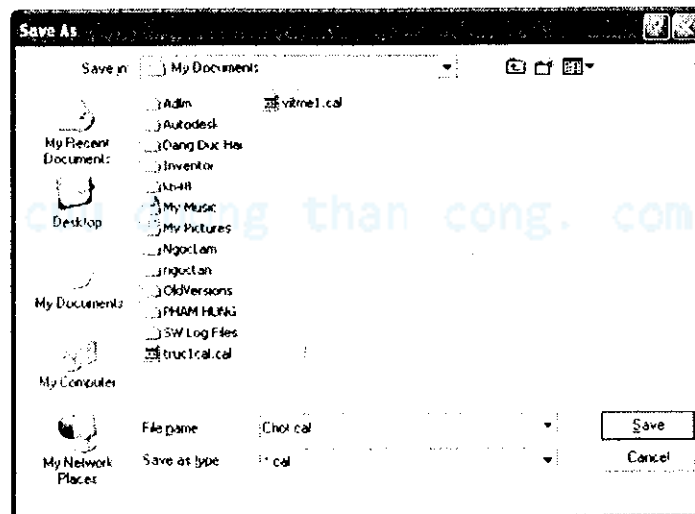 Save As
Save in: My Documents
Adlm
Autodesk
Dang Duc Hai
Inventor
My Music
My Pictures
NgocLam
ngoctan
OldVersions
PHAM HUNG
SW Log Files
truc1cal.cal
vitme1.cal
My Recent
Documents
Desktop
My Documents
My Computer
My Network
Places
cuu duong than cong. com
File name
Chot.cal
Save
Save as type
*.cal
Cancel